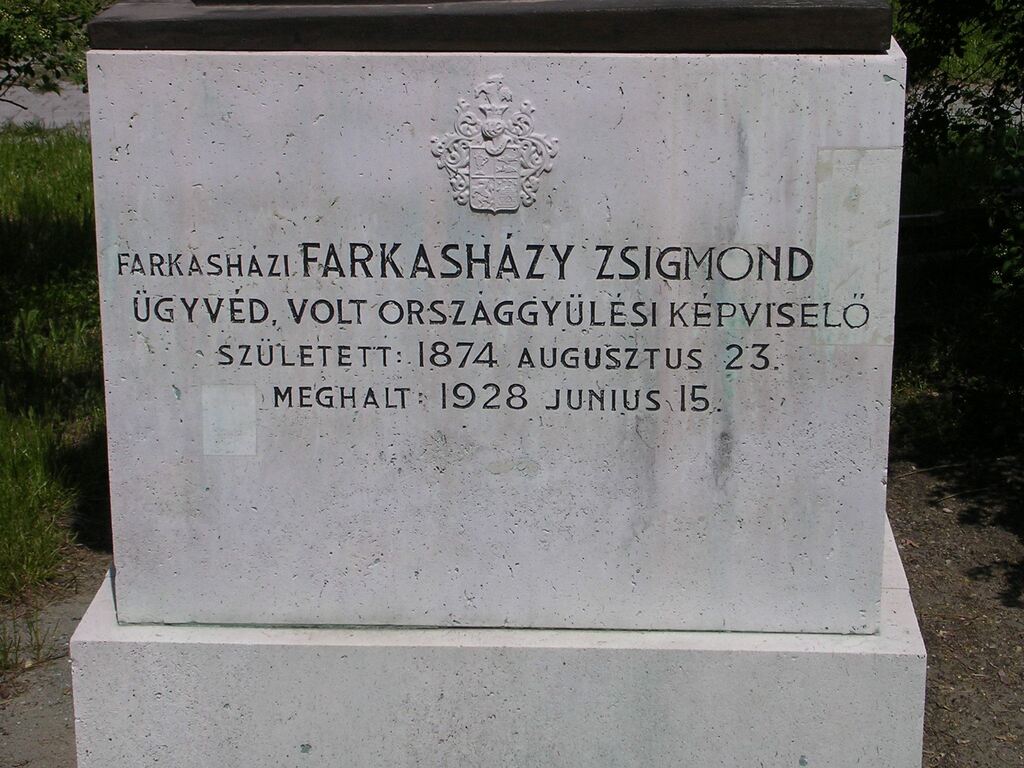 FARKASHÁZI FARKASHÁZY ZSIGMOND
ÜGYVÉD, VOLT ORSZÁGGYÜLÉSI KÉPVISELŐ
SZÜLETETT: 1874 AUGUSZTUS 23.
MEGHALT: 1928 JUNIUS 15.